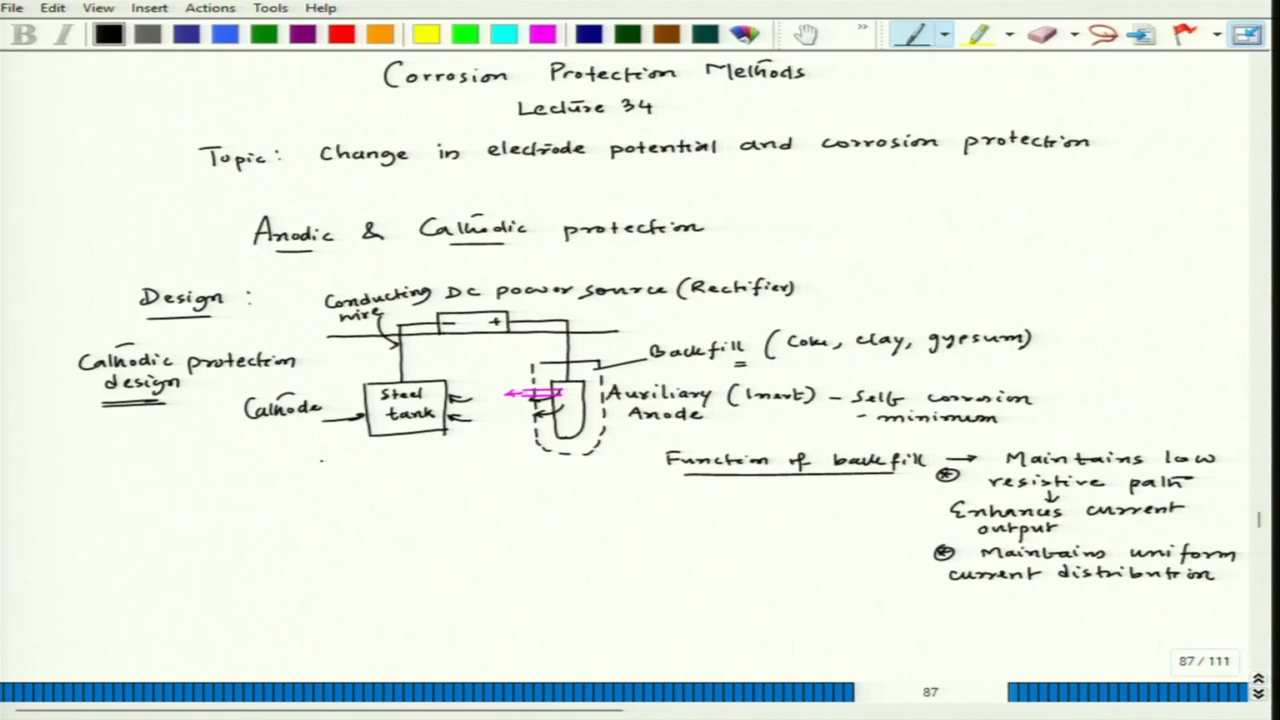 File Edit View Insert Actions Tools Help
B I
Corrosion Protection Methods
Lecture 34
Topic: Change in electrode potential and corrosion protection
Anodic & Cathodic protection
Design :
Conducting wire
DC power source (Rectifier)
- +
Cathodic protection
design
Backfill (Coke, clay, gypsum)
Steel
tank
Cathode
Auxiliary (Inert) - Self corrosion
Anode - minimum
Function of backfill → Maintains low
resistive path
↓
Enhances current
output
* Maintains uniform
current distribution
87 / 111
87